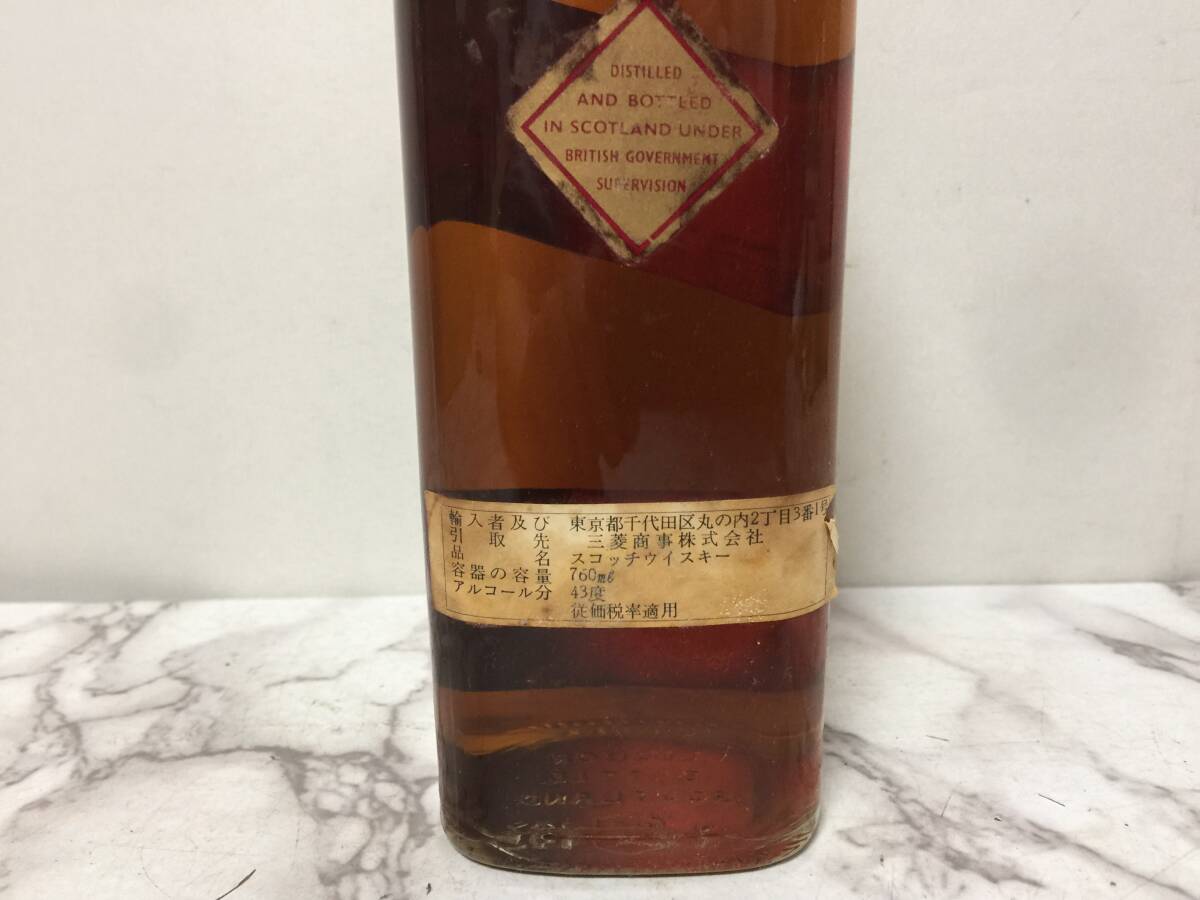 DISTILLED
AND BOTTLED
IN SCOTLAND UNDER
BRITISH GOVERNMENT
SUPERVISION
輸入者及び 東京都千代田区丸の内2丁目3番1号
引取先 三菱商事株式会社
品名 スコッチウイスキー
容器の容量 760mℓ
アルコール分 43度
従価税率適用